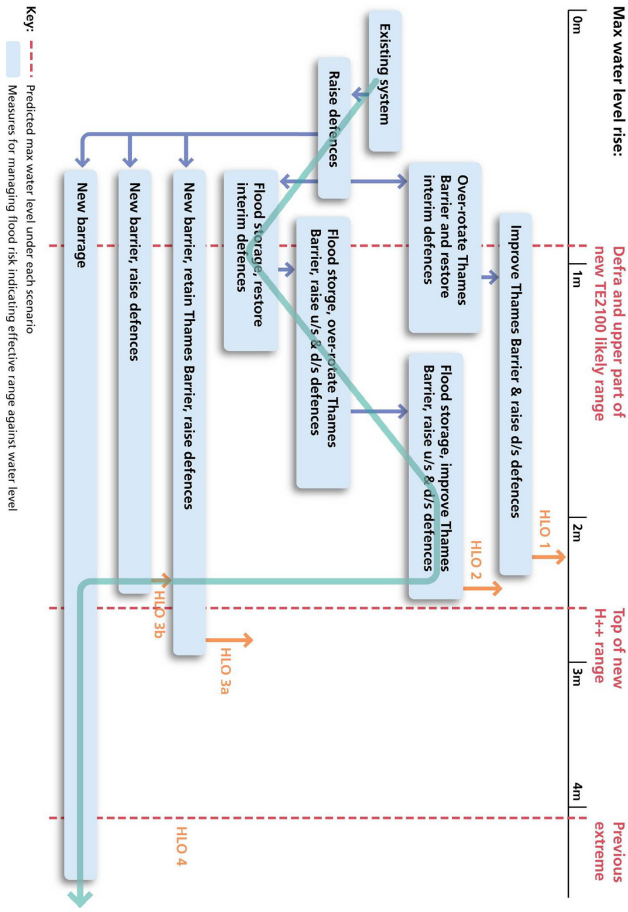 Max water level rise:
0m
1m
2m
3m
4m
Defra and upper part of
new TE2100 likely range
Top of new
H++ range
Previous
extreme
Improve Thames Barrier & raise d/s defences
HLO 1
Over-rotate Thames
Barrier and restore
interim defences
Flood storage, improve Thames
Barrier, raise u/s & d/s defences
HLO 2
Existing system
Raise defences
Flood storge, over-rotate Thames
Barrier, raise u/s & d/s defences
Flood storage, restore
interim defences
New barrier, retain Thames Barrier, raise defences
HLO 3a
New barrier, raise defences
HLO 3b
New barrage
HLO 4
Key:
Predicted max water level under each scenario
Measures for managing flood risk indicating effective range against water level